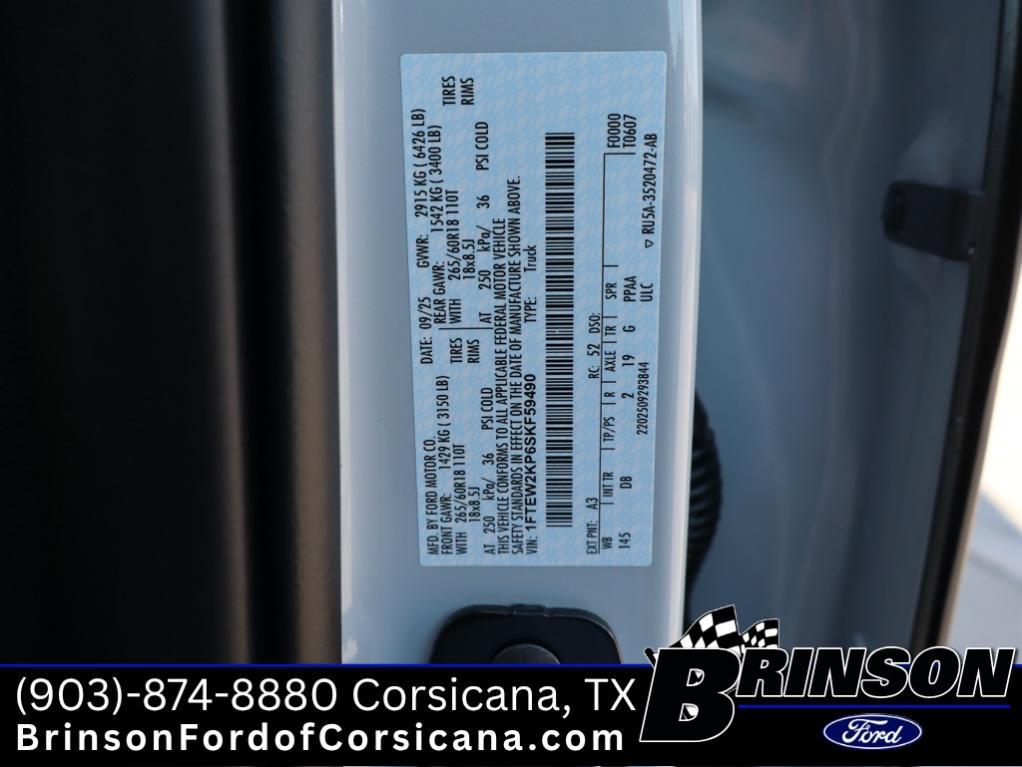 MFD. BY FORD MOTOR CO. DATE: 09/25 GVWR: 2915 KG ( 6426 LB)
FRONT GAWR: 1429 KG ( 3150 LB) REAR GAWR: 1542 KG ( 3400 LB)
WITH 265/60R18 110T TIRES WITH 265/60R18 110T TIRES
18x8.5J RIMS 18x8.5J RIMS
AT 250 kPa/ 36 PSI COLD AT 250 kPa/ 36 PSI COLD
THIS VEHICLE CONFORMS TO ALL APPLICABLE FEDERAL MOTOR VEHICLE
SAFETY STANDARDS IN EFFECT ON THE DATE OF MANUFACTURE SHOWN ABOVE.
VIN: 1FTEW2KP6SKF59490 TYPE: Truck
EXT PNT: A3 RC: 52 DSO: F0000
WB INT TR TP/PS R AXLE TR SPR T0607
145 DB 2 19 G PPAA
ULC
2202509293844 ▽ RU5A-3520472-AB
(903)-874-8880 Corsicana, TX
BrinsonFordofCorsicana.com
BRINSON
Ford